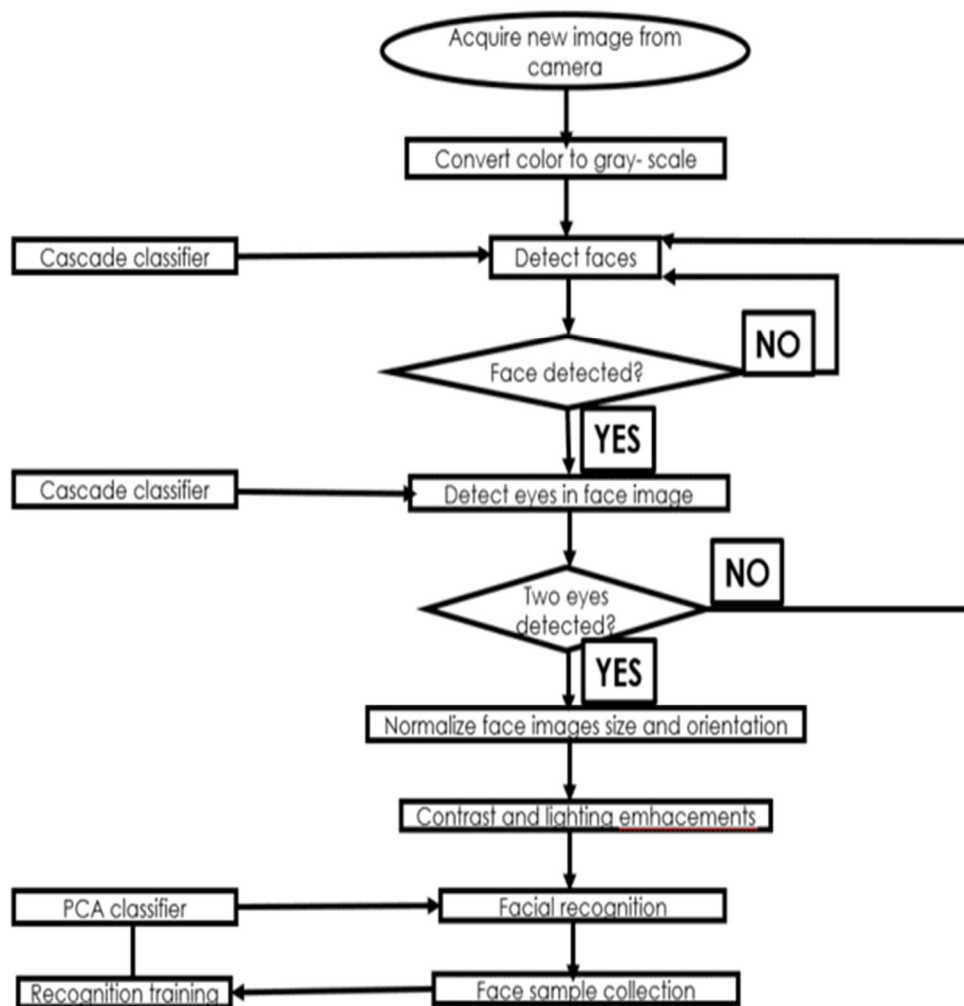 Acquire new image from
camera
Convert color to gray- scale
Cascade classifier
Detect faces
NO
Face detected?
YES
Cascade classifier
Detect eyes in face image
NO
Two eyes
detected?
YES
Normalize face images size and orientation
Contrast and lighting emhacements
PCA classifier
Facial recognition
Recognition training
Face sample collection